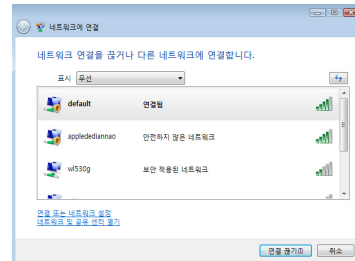 네트워크에 연결
네트워크 연결을 끊거나 다른 네트워크에 연결합니다.
표시 무선
default 연결됨
applediannao 안전하지 않은 네트워크
wl530g 보안 적용된 네트워크
연결 또는 네트워크 설정
네트워크 및 공유 센터 열기
연결 끊기(I) 취소